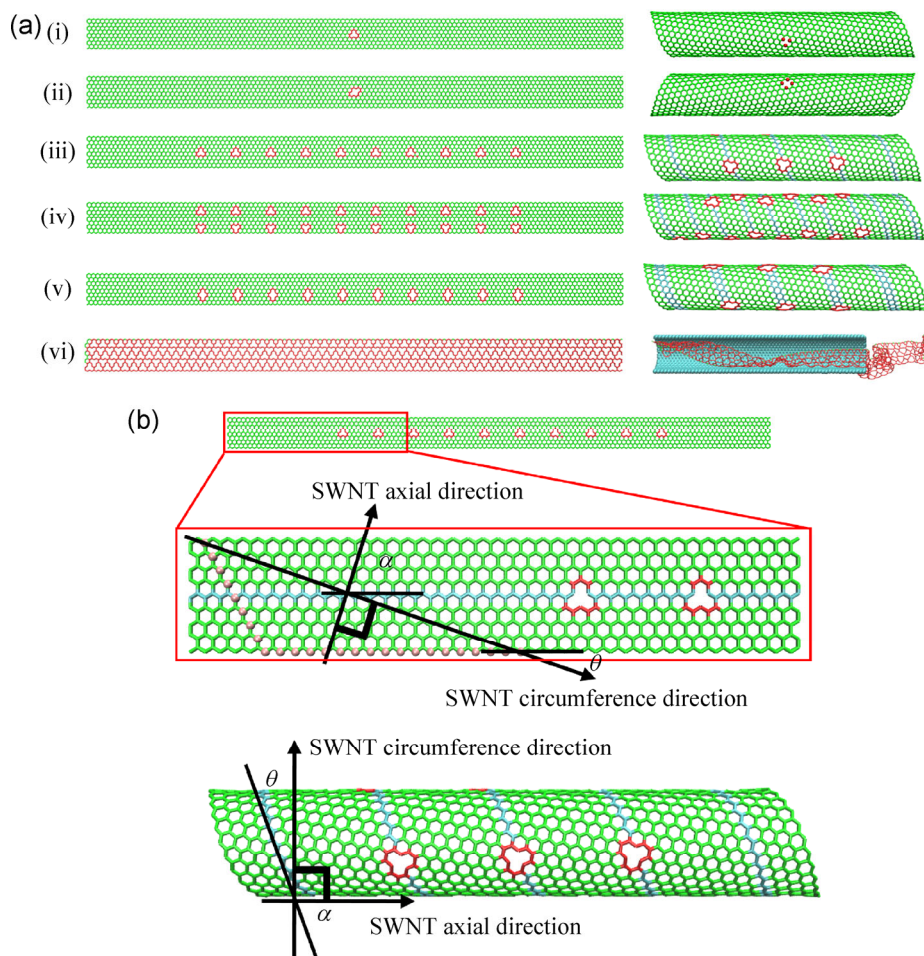 (a)
(i)
(ii)
(iii)
(iv)
(v)
(vi)
(b)
SWNT axial direction
α
θ
SWNT circumference direction
SWNT circumference direction
θ
α
SWNT axial direction